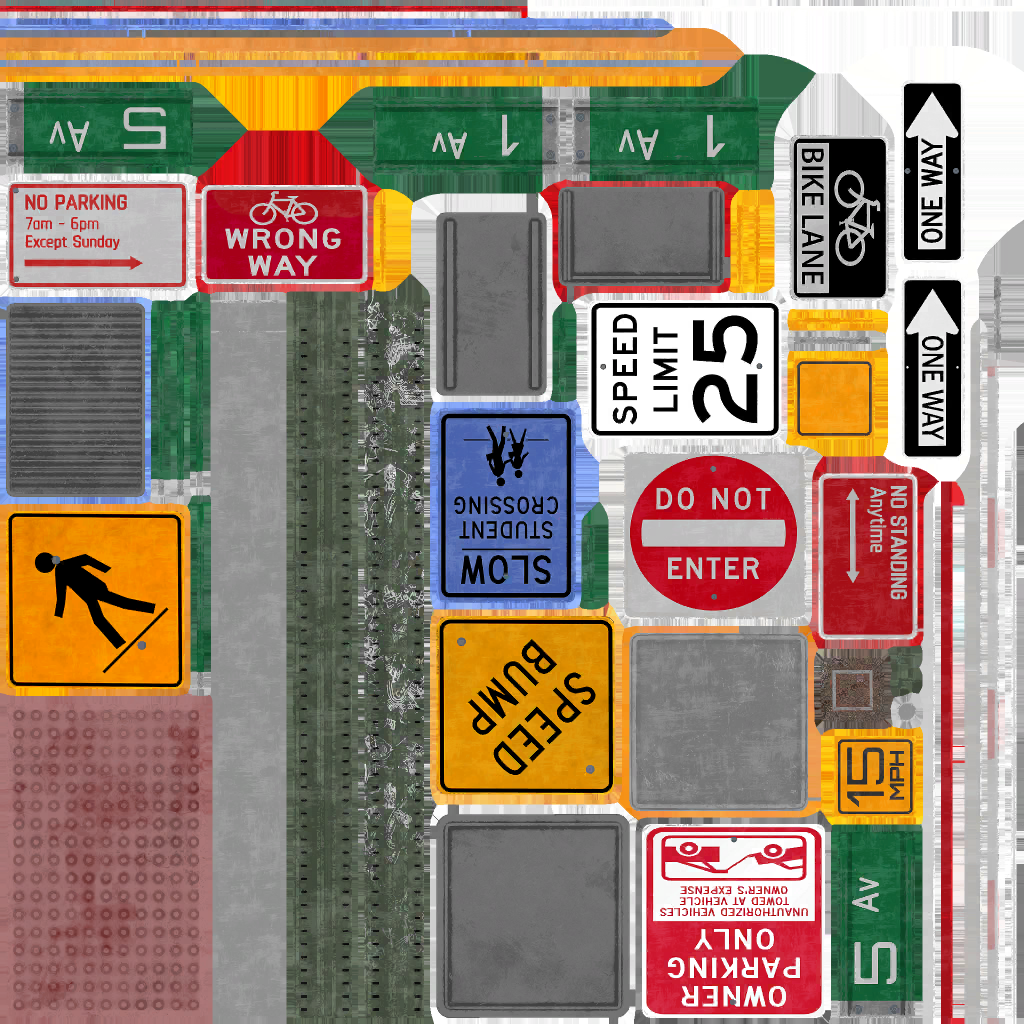 5 Av
1 Av
1 Av
NO PARKING
7am - 6pm
Except Sunday
WRONG
WAY
BIKE LANE
ONE WAY
ONE WAY
SPEED
LIMIT
25
SLOW
STUDENT
CROSSING
DO NOT
ENTER
NO STANDING
Anytime
SPEED
BUMP
15
MPH
OWNER
PARKING
ONLY
UNAUTHORIZED VEHICLES
TOWED AT VEHICLE
OWNER'S EXPENSE
5 Av